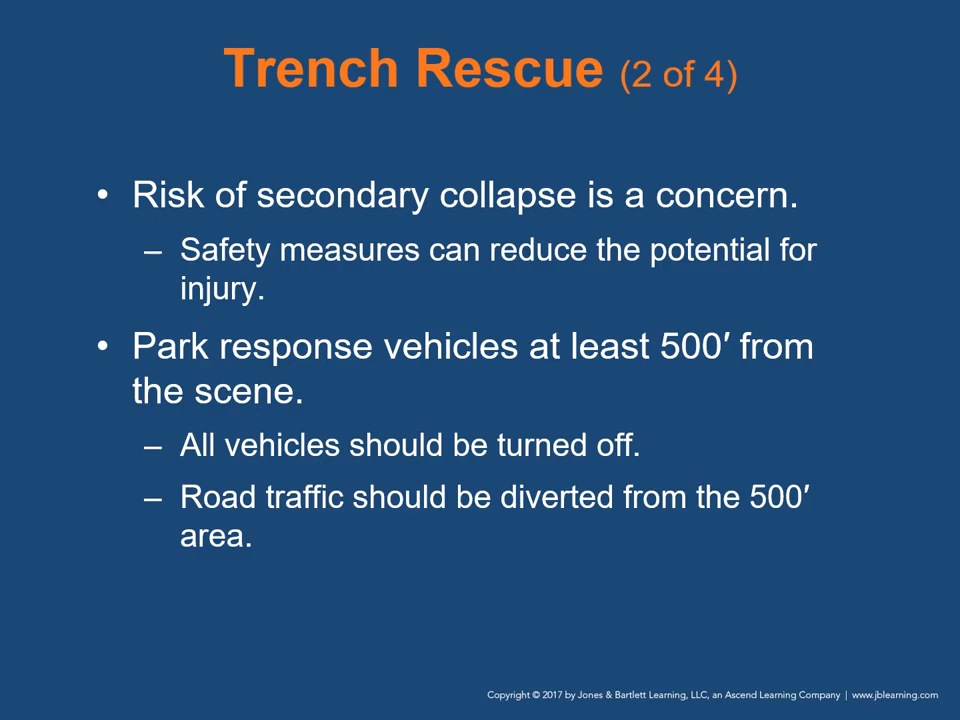 Trench Rescue (2 of 4)
• Risk of secondary collapse is a concern.
– Safety measures can reduce the potential for
injury.
• Park response vehicles at least 500′ from
the scene.
– All vehicles should be turned off.
– Road traffic should be diverted from the 500′
area.
Copyright © 2017 by Jones & Bartlett Learning, LLC, an Ascend Learning Company | www.jblearning.com